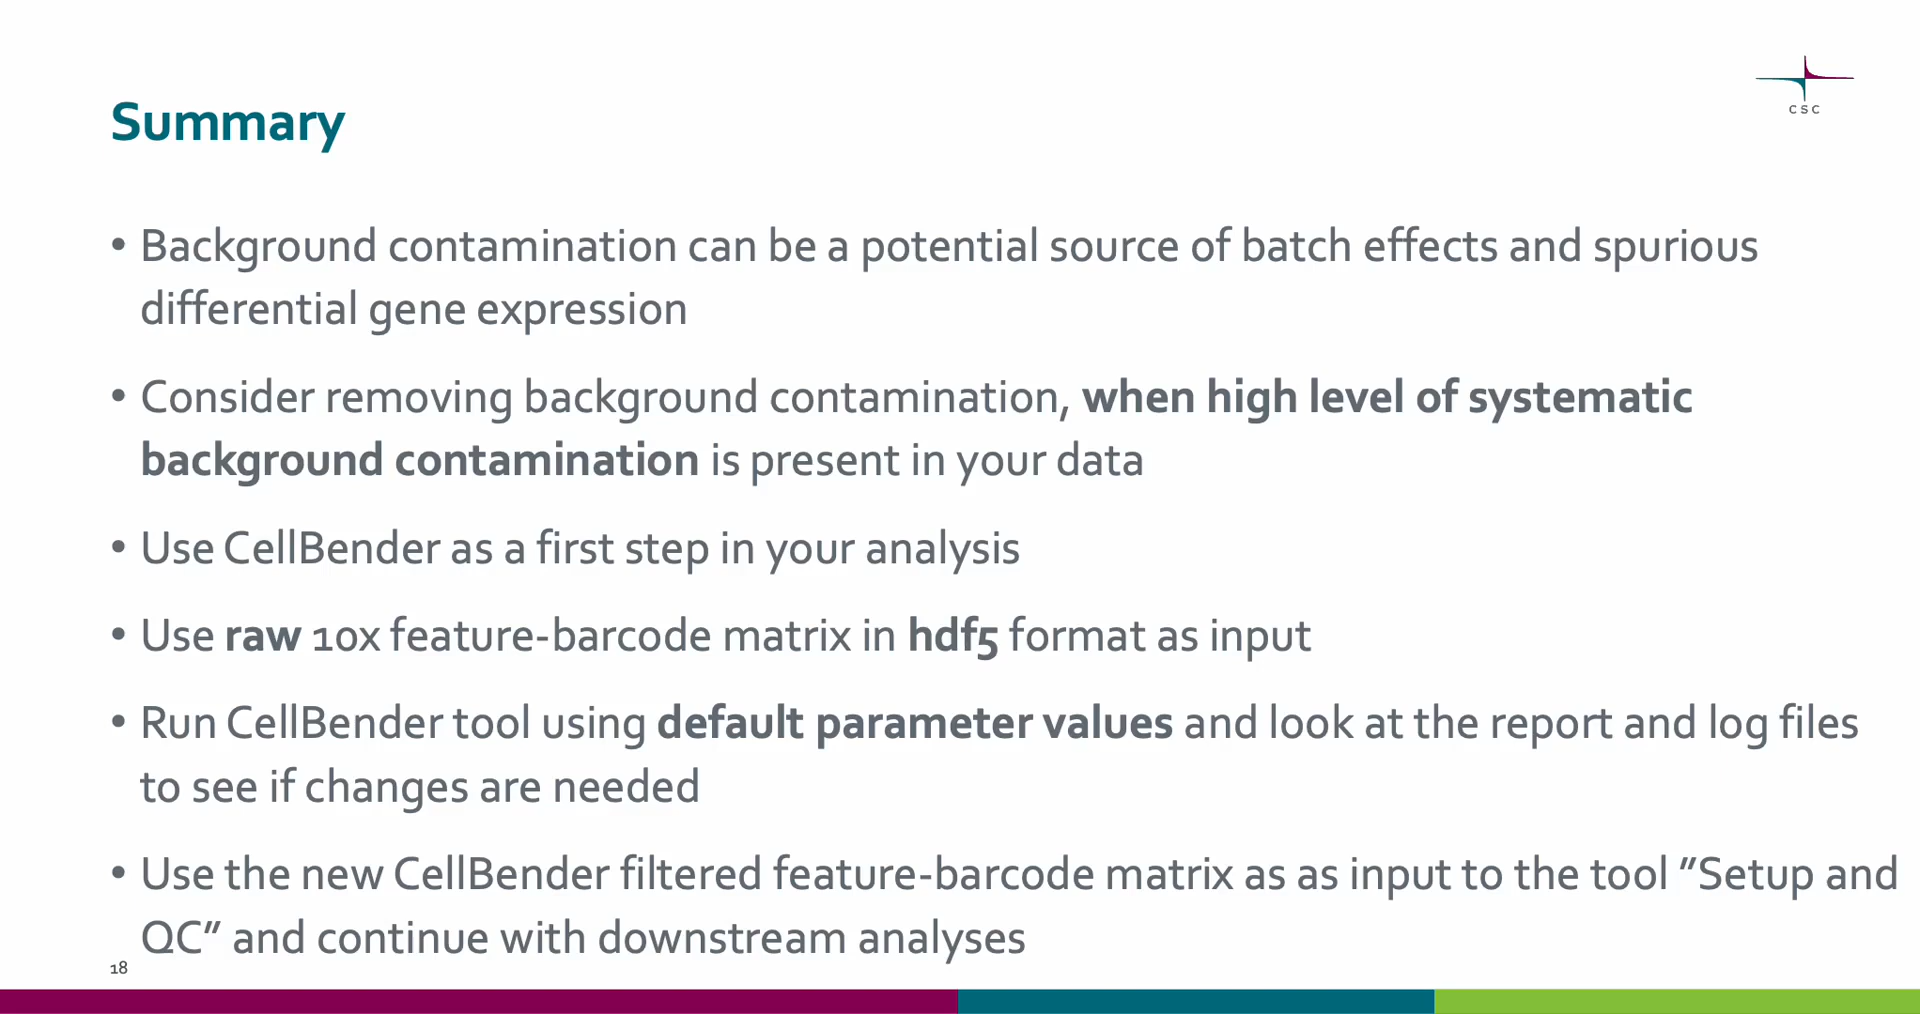 CSC
Summary
• Background contamination can be a potential source of batch effects and spurious
differential gene expression
• Consider removing background contamination, when high level of systematic
background contamination is present in your data
• Use CellBender as a first step in your analysis
• Use raw 10x feature-barcode matrix in hdf5 format as input
• Run CellBender tool using default parameter values and look at the report and log files
to see if changes are needed
• Use the new CellBender filtered feature-barcode matrix as as input to the tool ”Setup and
QC” and continue with downstream analyses
18